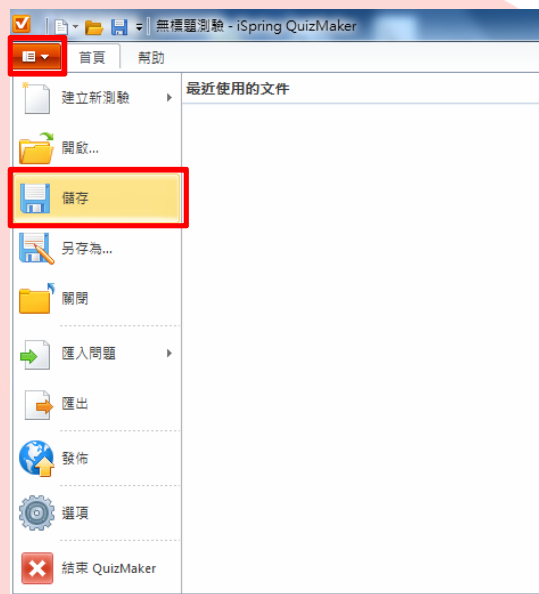 無標題測驗 - iSpring QuizMaker
首頁 幫助
最近使用的文件
建立新測驗
開啟...
儲存
另存為...
關閉
匯入問題
匯出
發佈
選項
結束 QuizMaker